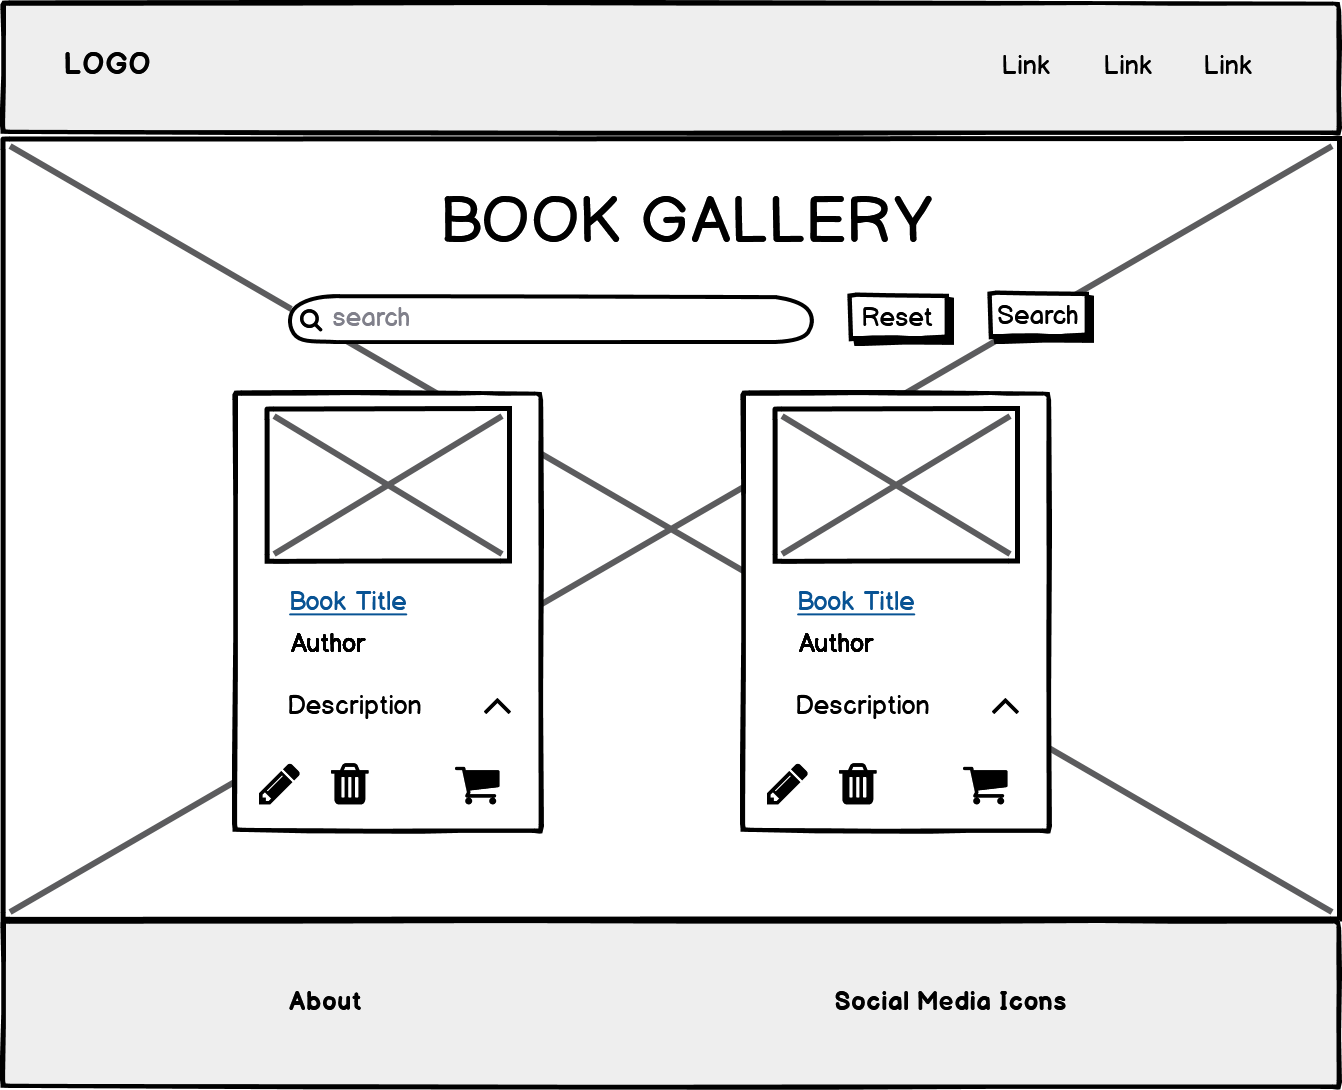 LOGO
Link Link Link
BOOK GALLERY
search
Reset
Search
Book Title
Author
Description
Book Title
Author
Description
About
Social Media Icons